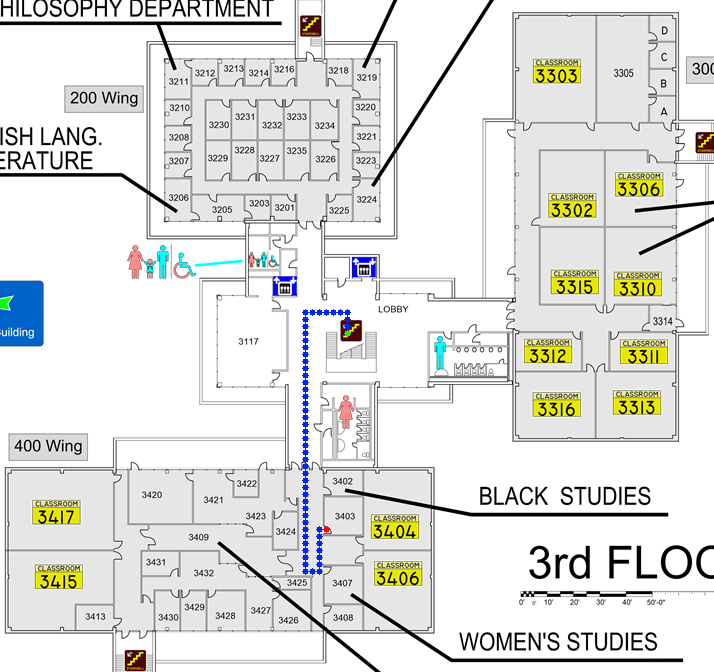 PHILOSOPHY DEPARTMENT
STAIRWELL
3211
3212
3213
3214
3216
3218
3219
3210
3220
3208
3221
3207
3223
3206
3224
3230
3231
3232
3233
3234
3229
3228
3227
3235
3226
3205
3203
3201
3225
200 Wing
ISH LANG.
ERATURE
Building
CLASSROOM
3303
3305
D
C
B
A
300
STAIRWELL
CLASSROOM
3306
CLASSROOM
3302
CLASSROOM
3315
CLASSROOM
3310
3314
CLASSROOM
3312
CLASSROOM
3311
CLASSROOM
3316
CLASSROOM
3313
LOBBY
3117
400 Wing
CLASSROOM
3417
CLASSROOM
3415
3413
3420
3421
3422
3423
3424
3409
3431
3432
3425
3430
3429
3428
3427
3426
3402
3403
CLASSROOM
3404
CLASSROOM
3406
3407
3408
STAIRWELL
BLACK STUDIES
3rd FLOO
0' 5' 10' 20' 30' 40' 50'-0"
WOMEN'S STUDIES